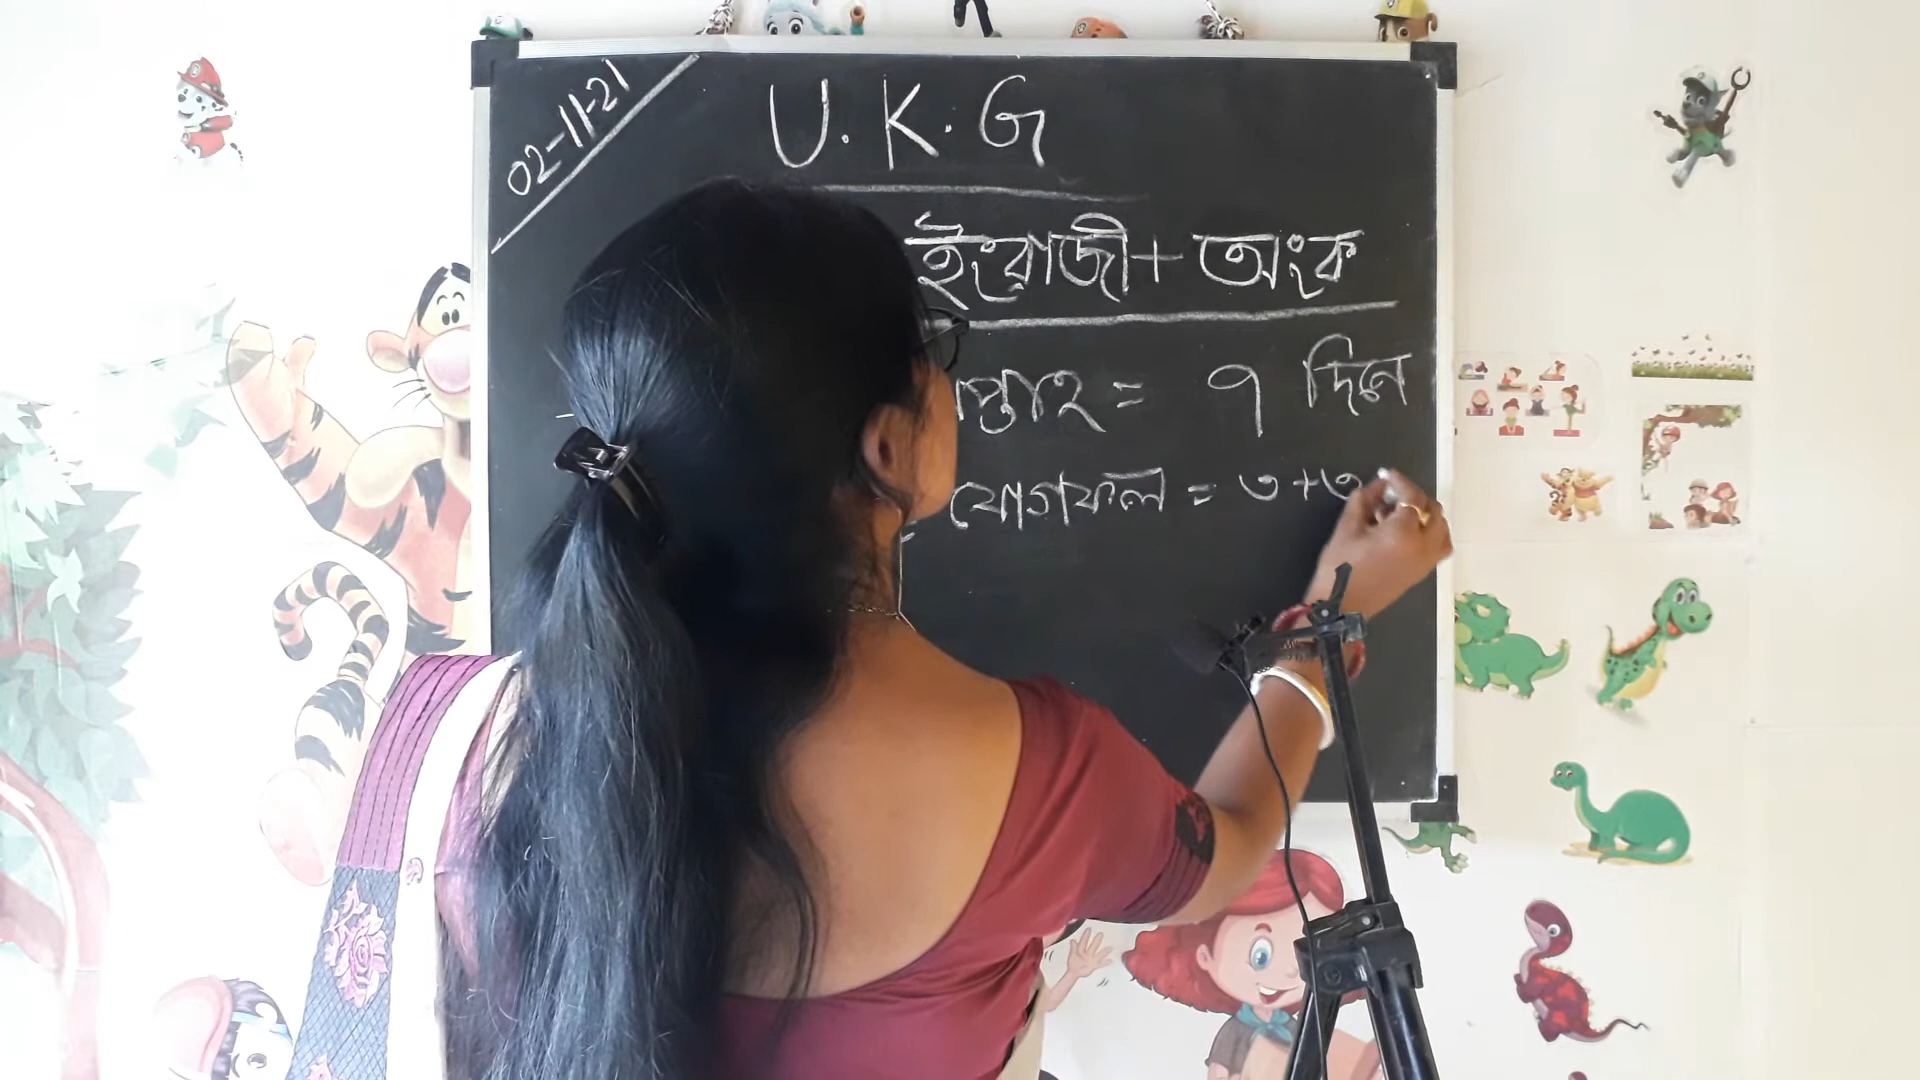 02-11-21
U. K. G
ইংরাজী + অংক
= ৭ দিনে
যোগফল = ৩ + ৩